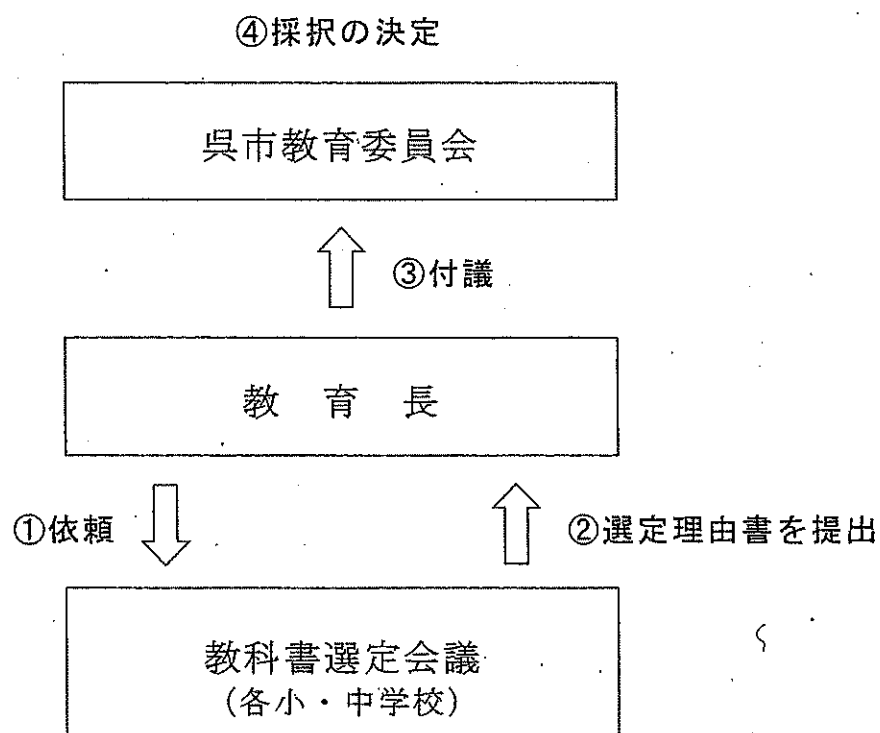 ④採択の決定
呉市教育委員会
③付議
教　育　長
①依頼
②選定理由書を提出
教科書選定会議
(各小・中学校)